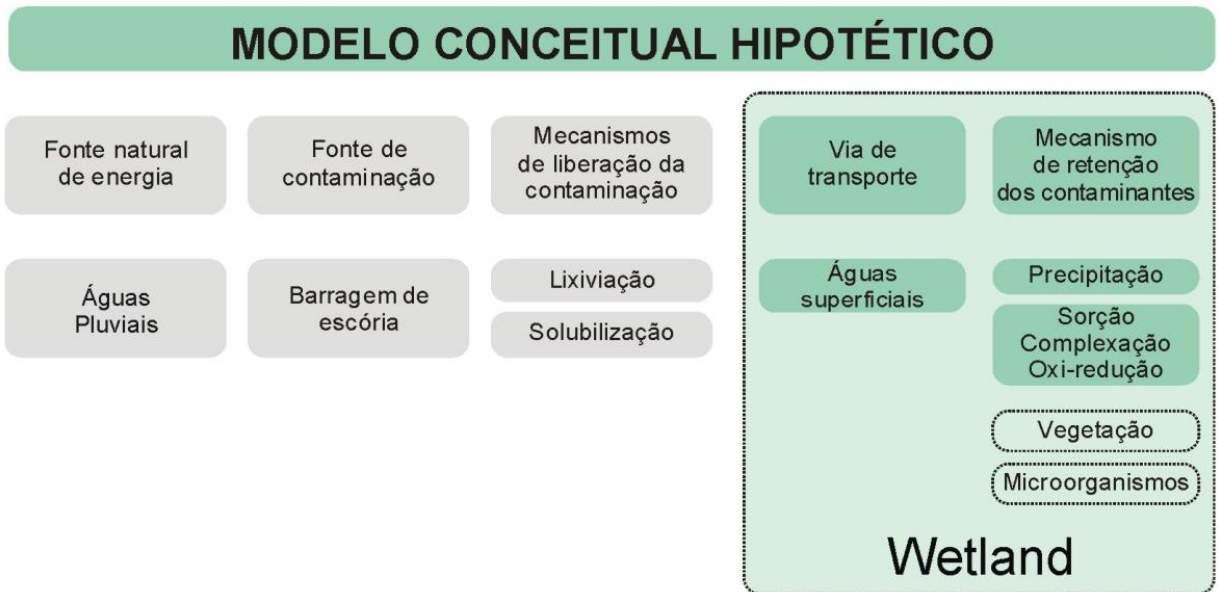 MODELO CONCEITUAL HIPOTÉTICO
Fonte natural
de energia
Fonte de
contaminação
Mecanismos
de liberação da
contaminação
Via de
transporte
Mecanismo
de retenção
dos contaminantes
Águas
Pluviais
Barragem de
escória
Lixiviação
Solubilização
Águas
superficiais
Precipitação
Sorção
Complexação
Oxi-redução
Vegetação
Microorganismos
Wetland